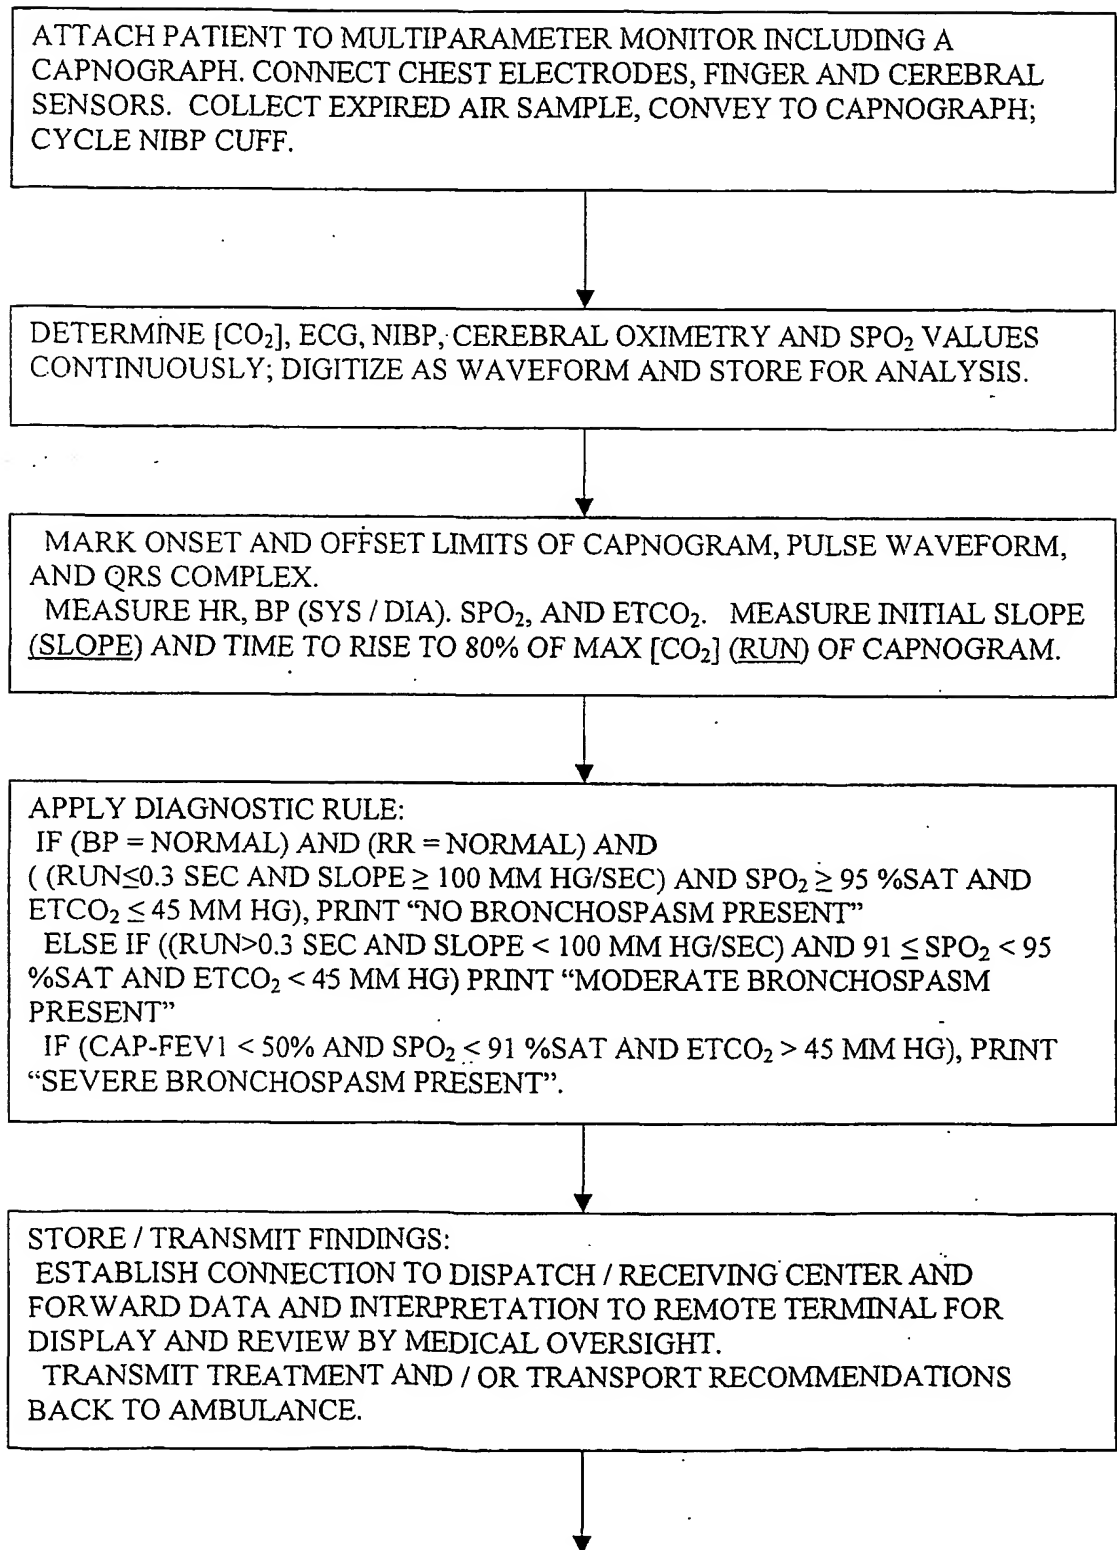 ATTACH PATIENT TO MULTIPARAMETER MONITOR INCLUDING A
CAPNOGRAPH. CONNECT CHEST ELECTRODES, FINGER AND CEREBRAL
SENSORS. COLLECT EXPIRED AIR SAMPLE, CONVEY TO CAPNOGRAPH;
CYCLE NIBP CUFF.
DETERMINE [CO₂], ECG, NIBP, CEREBRAL OXIMETRY AND SPO₂ VALUES
CONTINUOUSLY; DIGITIZE AS WAVEFORM AND STORE FOR ANALYSIS.
MARK ONSET AND OFFSET LIMITS OF CAPNOGRAM, PULSE WAVEFORM,
AND QRS COMPLEX.
MEASURE HR, BP (SYS / DIA). SPO₂, AND ETCO₂. MEASURE INITIAL SLOPE
(SLOPE) AND TIME TO RISE TO 80% OF MAX [CO₂] (RUN) OF CAPNOGRAM.
APPLY DIAGNOSTIC RULE:
IF (BP = NORMAL) AND (RR = NORMAL) AND
( (RUN≤0.3 SEC AND SLOPE ≥ 100 MM HG/SEC) AND SPO₂ ≥ 95 %SAT AND
ETCO₂ ≤ 45 MM HG), PRINT “NO BRONCHOSPASM PRESENT”
ELSE IF ((RUN>0.3 SEC AND SLOPE < 100 MM HG/SEC) AND 91 ≤ SPO₂ < 95
%SAT AND ETCO₂ < 45 MM HG) PRINT “MODERATE BRONCHOSPASM
PRESENT”
IF (CAP-FEV1 < 50% AND SPO₂ < 91 %SAT AND ETCO₂ > 45 MM HG), PRINT
“SEVERE BRONCHOSPASM PRESENT”.
STORE / TRANSMIT FINDINGS:
ESTABLISH CONNECTION TO DISPATCH / RECEIVING CENTER AND
FORWARD DATA AND INTERPRETATION TO REMOTE TERMINAL FOR
DISPLAY AND REVIEW BY MEDICAL OVERSIGHT.
TRANSMIT TREATMENT AND / OR TRANSPORT RECOMMENDATIONS
BACK TO AMBULANCE.